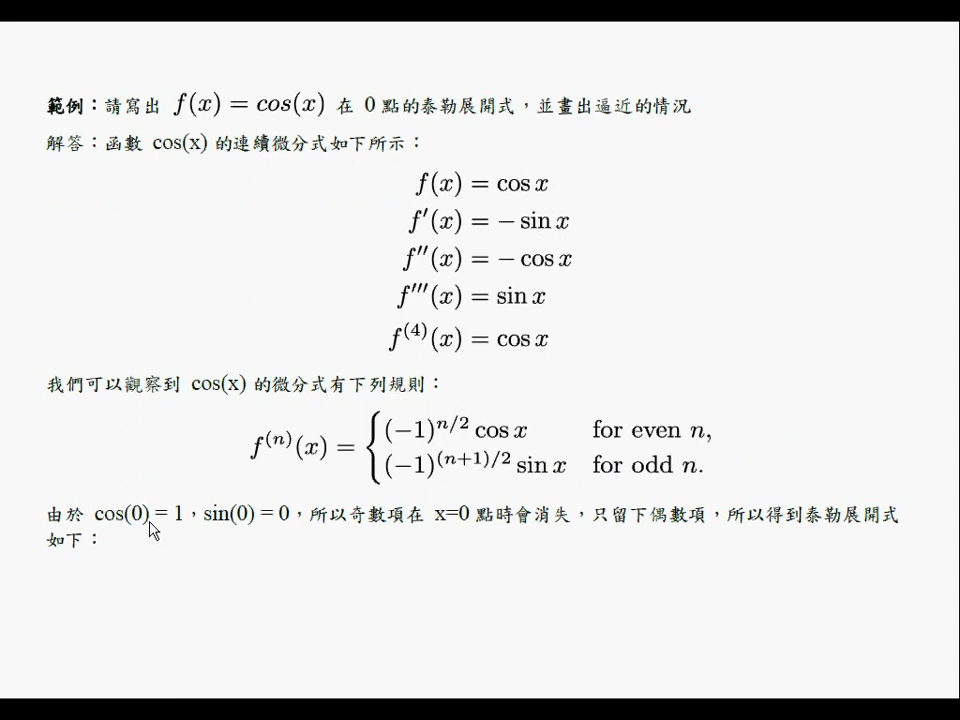 範例：請寫出 f(x) = cos(x) 在 0 點的泰勒展開式，並畫出逼近的情況
解答：函數 cos(x) 的連續微分式如下所示：
f(x) = cos x
f′(x) = − sin x
f″(x) = − cos x
f‴(x) = sin x
f⁽⁴⁾(x) = cos x
我們可以觀察到 cos(x) 的微分式有下列規則：
f⁽ⁿ⁾(x) = { (−1)^{n/2} cos x for even n,
(−1)^{(n+1)/2} sin x for odd n.
由於 cos(0) = 1，sin(0) = 0，所以奇數項在 x=0 點時會消失，只留下偶數項，所以得到泰勒展開式
如下：